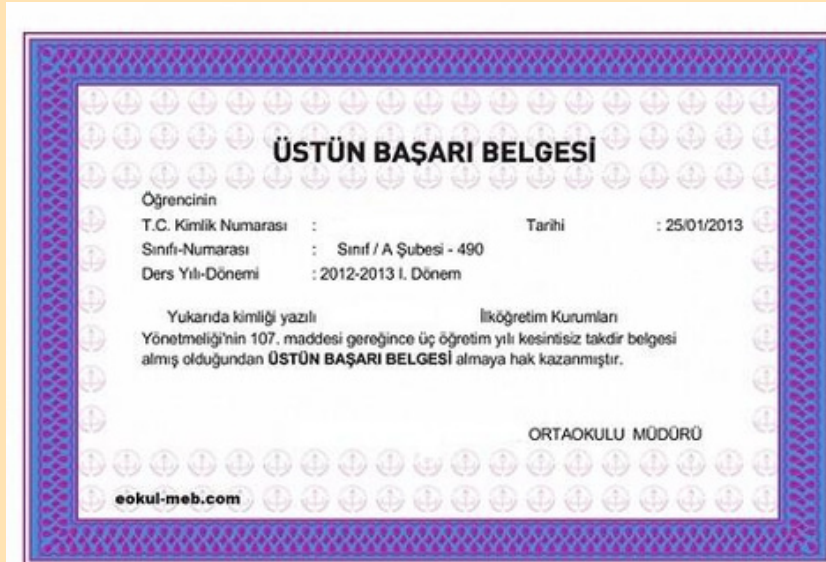 ÜSTÜN BAŞARI BELGESİ
Öğrencinin
T.C. Kimlik Numarası : Tarihi : 25/01/2013
Sınıfı-Numarası : Sınıf / A Şubesi - 490
Ders Yılı-Dönemi : 2012-2013 I. Dönem
Yukarıda kimliği yazılı İlköğretim Kurumları
Yönetmeliği'nin 107. maddesi gereğince üç öğretim yılı kesintisiz takdir belgesi
almış olduğundan ÜSTÜN BAŞARI BELGESİ almaya hak kazanmıştır.
ORTAOKULU MÜDÜRÜ
eokul-meb.com